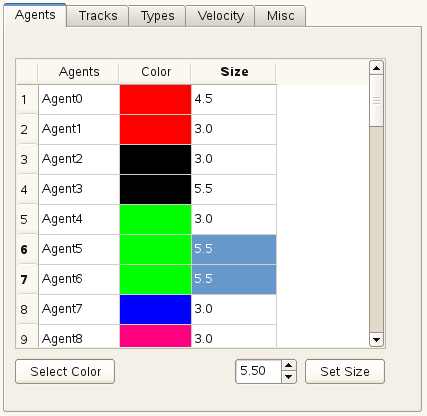 Agents Tracks Types Velocity Misc
Agents Color Size
1 Agent0 4.5
2 Agent1 3.0
3 Agent2 3.0
4 Agent3 5.5
5 Agent4 3.0
6 Agent5 5.5
7 Agent6 5.5
8 Agent7 3.0
9 Agent8 3.0
Select Color 5.50 Set Size